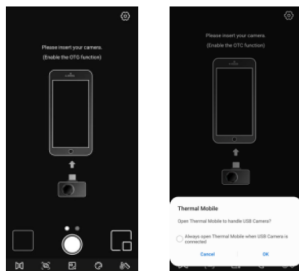 Please insert your camera.
(Enable the OTG function)
Please insert your camera.
(Enable the OTG function)
Thermal Mobile
Open Thermal Mobile to handle USB Camera?
Always open Thermal Mobile when USB Camera is
connected
Cancel
OK